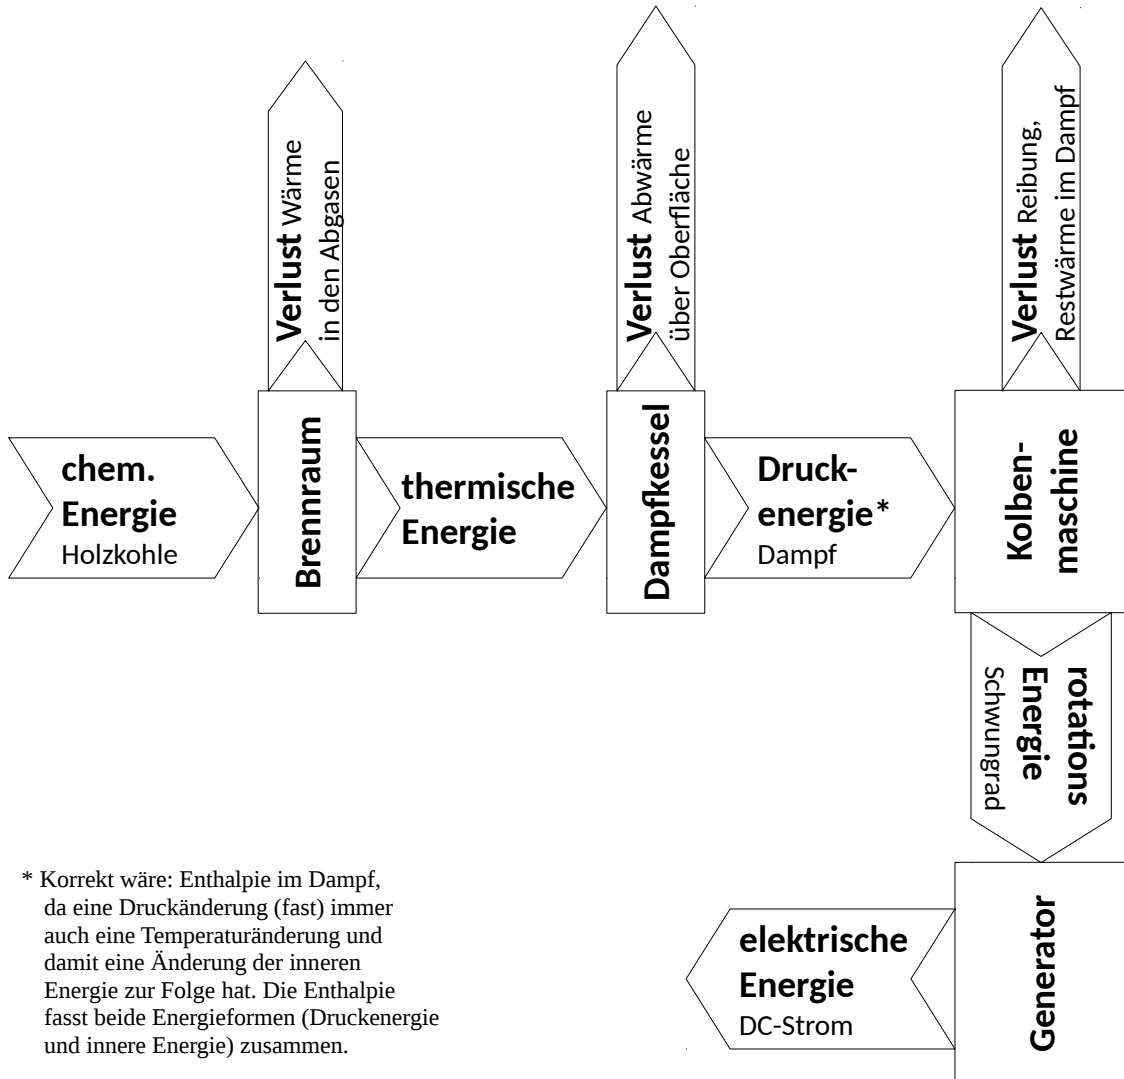 Verlust Wärme
in den Abgasen
Verlust Abwärme
über Oberfläche
Verlust Reibung,
Restwärme im Dampf
chem.
Energie
Holzkohle
Brennraum
thermische
Energie
Dampfkessel
Druck-
energie*
Dampf
Kolben-
maschine
rotations
Energie
Schwungrad
Generator
elektrische
Energie
DC-Strom
* Korrekt wäre: Enthalpie im Dampf,
da eine Druckänderung (fast) immer
auch eine Temperaturänderung und
damit eine Änderung der inneren
Energie zur Folge hat. Die Enthalpie
fasst beide Energieformen (Druckenergie
und innere Energie) zusammen.